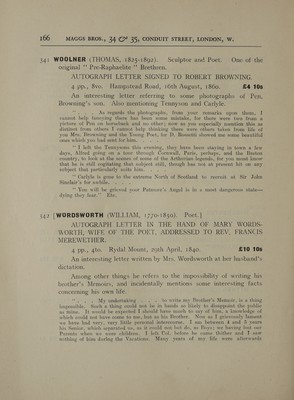 166 MAGGS BROS., 34 & 35, CONDUIT STREET, LONDON, W.
341 WOOLNER (THOMAS, 1825-1892). Sculptor and Poet. One of the
original " Pre-Raphaelite " Brethren.
AUTOGRAPH LETTER SIGNED TO ROBERT BROWNING.
4 pp., 8vo. Hampstead Road, 16th August, 1860. £4 10s
An interesting letter referring to some photographs of Pen,
Browning's son. Also mentioning Tennyson and Carlyle.
" . . . As regards the photographs, from your remarks upon them, I
cannot help fancying there has been some mistake, for there was but a
picture of Pen on horseback and no other; now as you especially mention this as
distinct from others I cannot help thinking there were others taken from life of
you Mrs. Browning and the Young Poet, for D. Rossetti showed me some beautiful
ones which you had sent for him. . . .
" I left the Tennysons this evening, they have been staying in town a few
days, Alfred going on a tour through Cornwall, Paris, perhaps, and the Breton
country, to look at the scenes of some of the Arthurian legends, for you must know
that he is still cogitating that subject still, though has not at present hit on any
subject that particularly suits him. . . .
" Carlyle is gone to the extreme North of Scotland to recruit at Sir John
Sinclair's for awhile. . . .
" You will be grieved your Patmore's Angel is in a most dangerous state—
dying they fear." Etc.
342 [WORDSWORTH (WILLIAM, 1770-1850). Poet.]
AUTOGRAPH LETTER IN THE HAND OF MARY WORDS-
WORTH, WIFE OF THE POET, ADDRESSED TO REV. FRANCIS
MEREWETHER.
4 pp., 4to. Rydal Mount, 29th April, 1840. £10 10s
An interesting letter written by Mrs. Wordsworth at her husband's
dictation.
Among other things he refers to the impossibility of writing his
brother's Memoirs, and incidentally mentions some interesting facts
concerning his own life.
" . . . My undertaking . . . to write my Brother's Memoir, is a thing
impossible. Such a thing could not be in hands so likely to disappoint the public
as mine. It would be expected I should have much to say of him, a knowledge of
which could not have come to me, but as his Brother. Now as I grievously lament
we have had very, very little personal intercourse. I am between 4 and 5 years
his Senior, which separated us, as it could not but do, as Boys; we having lost our
Parents when we were children. I left Col. before he came thither and I saw
nothing of him during the Vacations. Many years of my life were afterwards